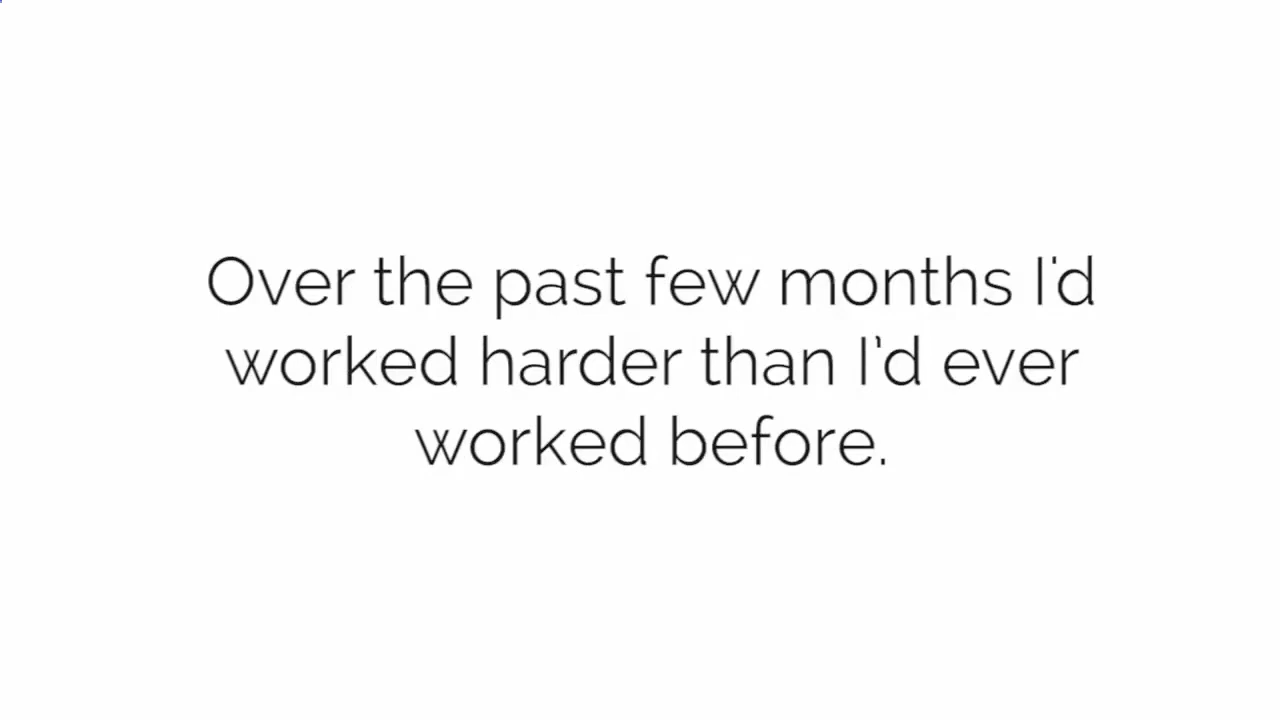 Over the past few months I'd
worked harder than I'd ever
worked before.